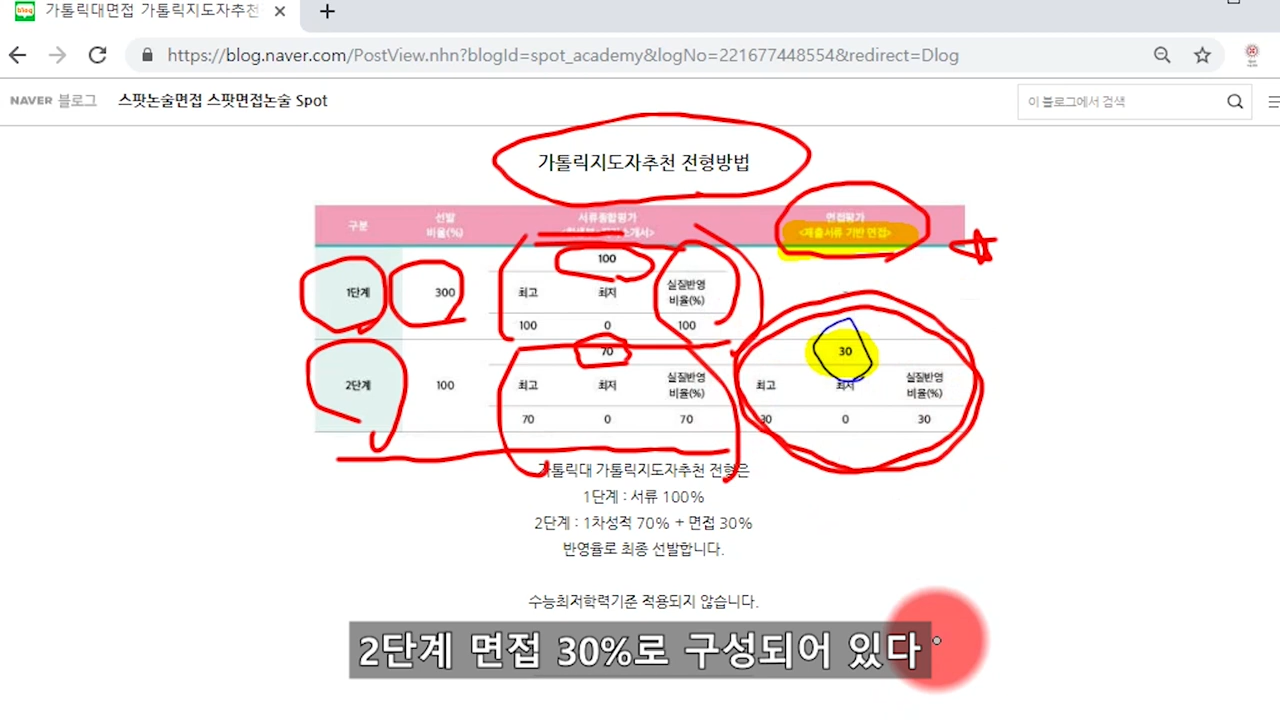 가톨릭대면접 가톨릭지도자추천
https://blog.naver.com/PostView.nhn?blogId=spot_academy&logNo=221677448554&redirect=Dlog
NAVER 블로그 스팟논술면접 스팟면접논술 Spot
이 블로그에서 검색
가톨릭지도자추천 전형방법
구분 선발 비율(%) 서류종합평가 면접평가
<제출서류 기반 면접>
100
1단계 300 최고 최저 실질반영 비율(%)
100 0 100
70 30
2단계 100 최고 최저 실질반영 비율(%) 최고 최저 실질반영 비율(%)
70 0 70 30 0 30
가톨릭대 가톨릭지도자추천 전형은
1단계 : 서류 100%
2단계 : 1차성적 70% + 면접 30%
반영율로 최종 선발합니다.
수능최저학력기준 적용되지 않습니다.
2단계 면접 30%로 구성되어 있다